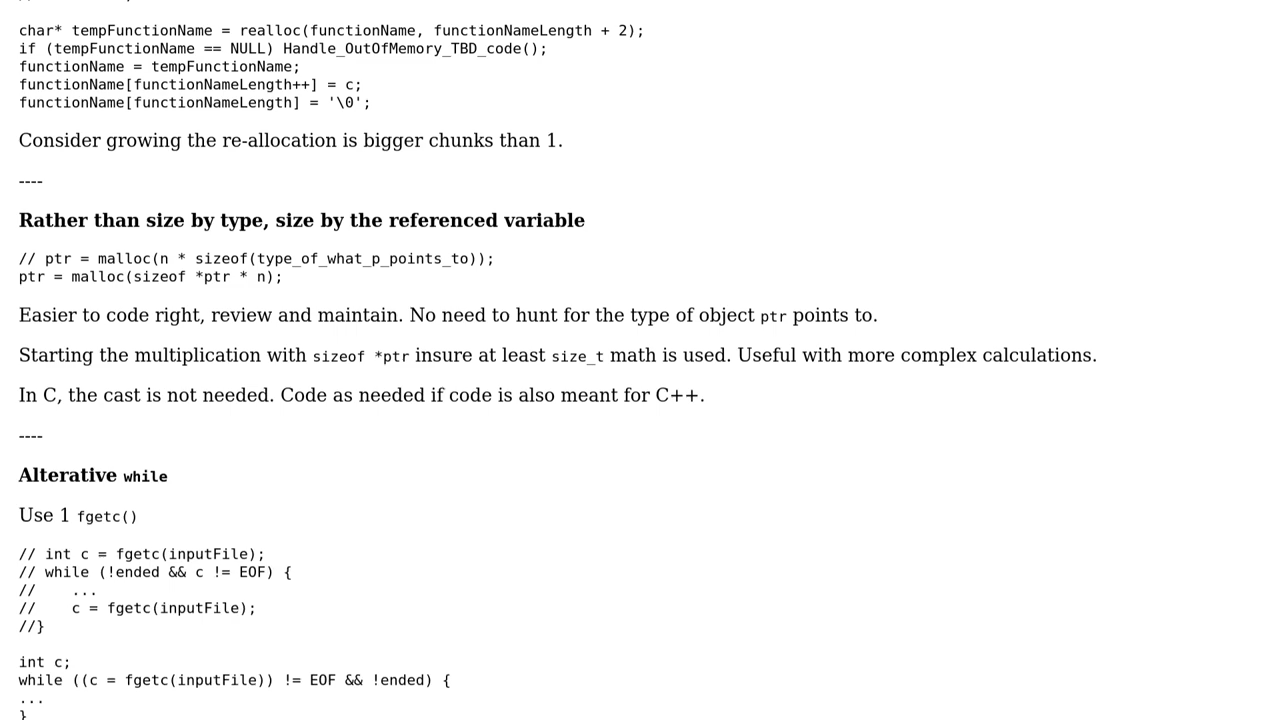 char* tempFunctionName = realloc(functionName, functionNameLength + 2);
if (tempFunctionName == NULL) Handle_OutOfMemory_TBD_code();
functionName = tempFunctionName;
functionName[functionNameLength++] = c;
functionName[functionNameLength] = '\0';
Consider growing the re-allocation is bigger chunks than 1.
----
Rather than size by type, size by the referenced variable
// ptr = malloc(n * sizeof(type_of_what_p_points_to));
ptr = malloc(sizeof *ptr * n);
Easier to code right, review and maintain. No need to hunt for the type of object ptr points to.
Starting the multiplication with sizeof *ptr insure at least size_t math is used. Useful with more complex calculations.
In C, the cast is not needed. Code as needed if code is also meant for C++.
----
Alterative while
Use 1 fgetc()
// int c = fgetc(inputFile);
// while (!ended && c != EOF) {
//    ...
//    c = fgetc(inputFile);
//}
int c;
while ((c = fgetc(inputFile)) != EOF && !ended) {
...
}